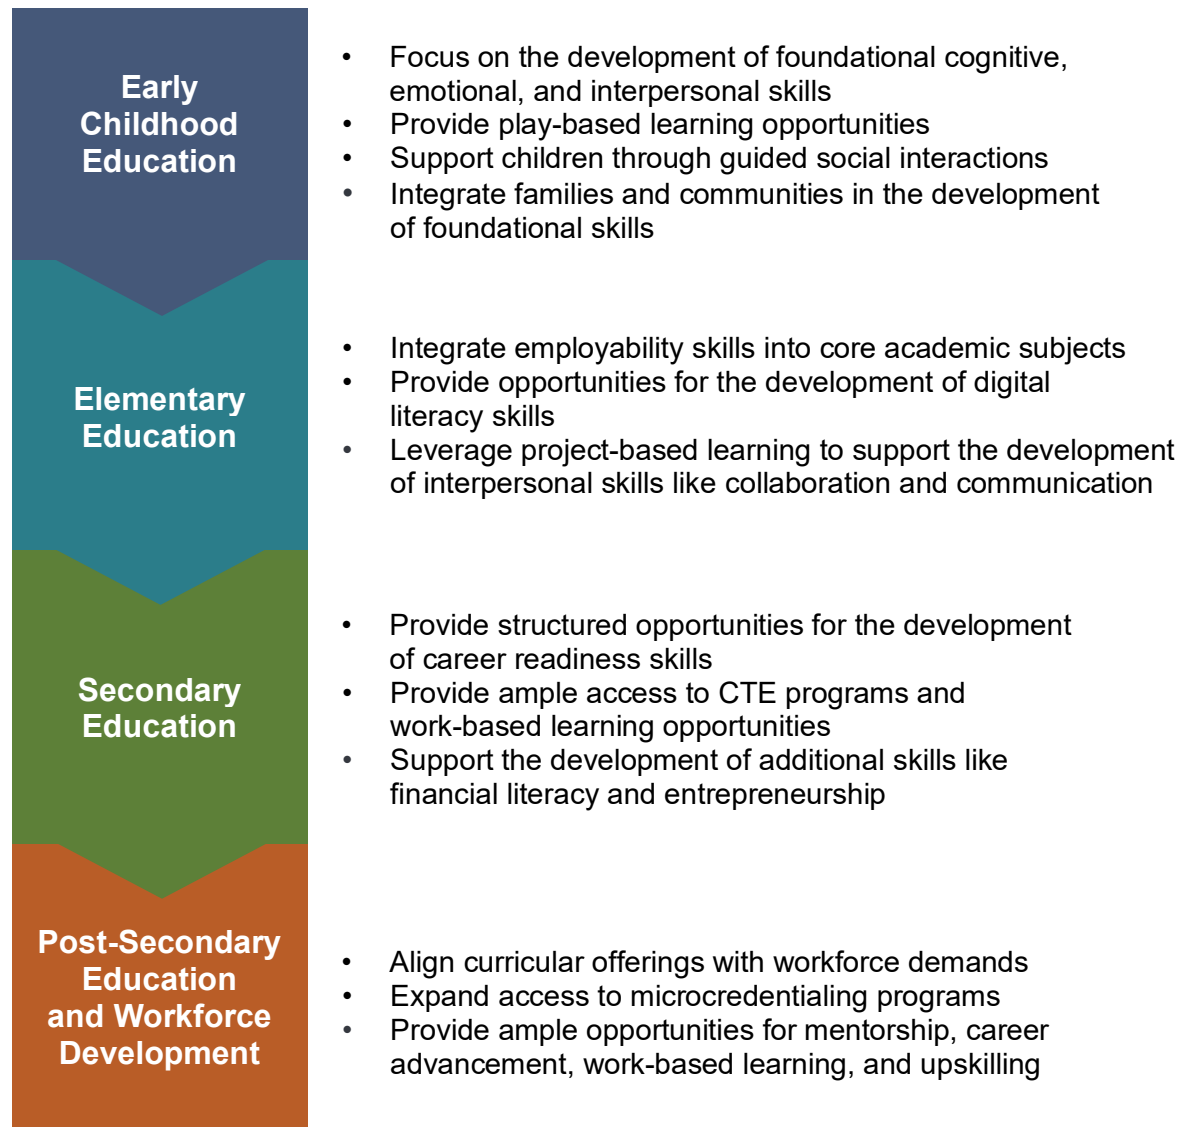 Early
Childhood
Education
• Focus on the development of foundational cognitive,
emotional, and interpersonal skills
• Provide play-based learning opportunities
• Support children through guided social interactions
• Integrate families and communities in the development
of foundational skills
Elementary
Education
• Integrate employability skills into core academic subjects
• Provide opportunities for the development of digital
literacy skills
• Leverage project-based learning to support the development
of interpersonal skills like collaboration and communication
Secondary
Education
• Provide structured opportunities for the development
of career readiness skills
• Provide ample access to CTE programs and
work-based learning opportunities
• Support the development of additional skills like
financial literacy and entrepreneurship
Post-Secondary
Education
and Workforce
Development
• Align curricular offerings with workforce demands
• Expand access to microcredentialing programs
• Provide ample opportunities for mentorship, career
advancement, work-based learning, and upskilling